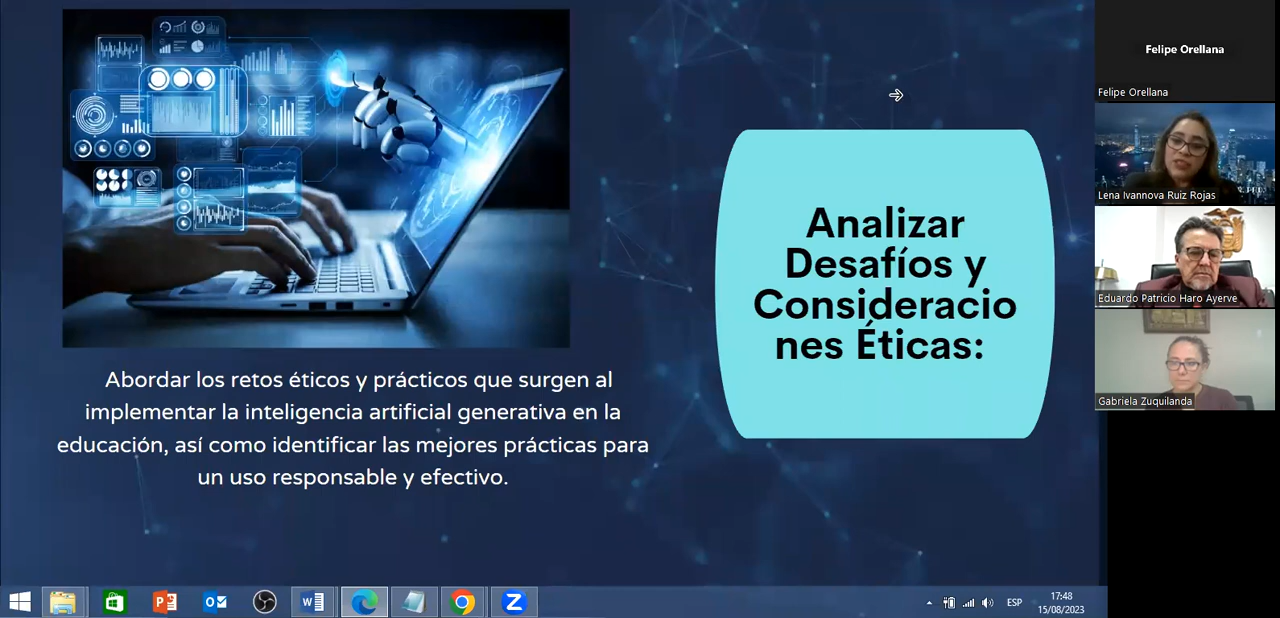 Analizar
Desafíos y
Consideracio
nes Éticas:
Abordar los retos éticos y prácticos que surgen al
implementar la inteligencia artificial generativa en la
educación, así como identificar las mejores prácticas para
un uso responsable y efectivo.
Felipe Orellana
Felipe Orellana
Lena Ivannova Ruiz Rojas
Eduardo Patricio Haro Ayerve
Gabriela Zuquilanda
ESP
17:48
15/08/2023